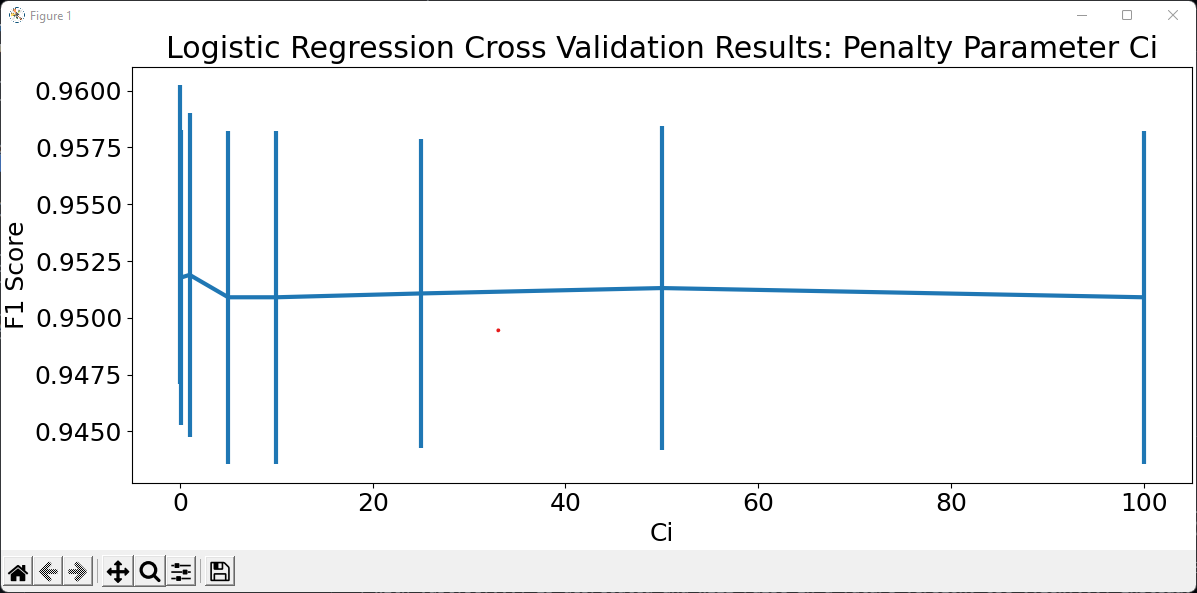 Figure 1
Logistic Regression Cross Validation Results: Penalty Parameter Ci
0.9600
0.9575
0.9550
0.9525
0.9500
0.9475
0.9450
F1 Score
0 20 40 60 80 100
Ci